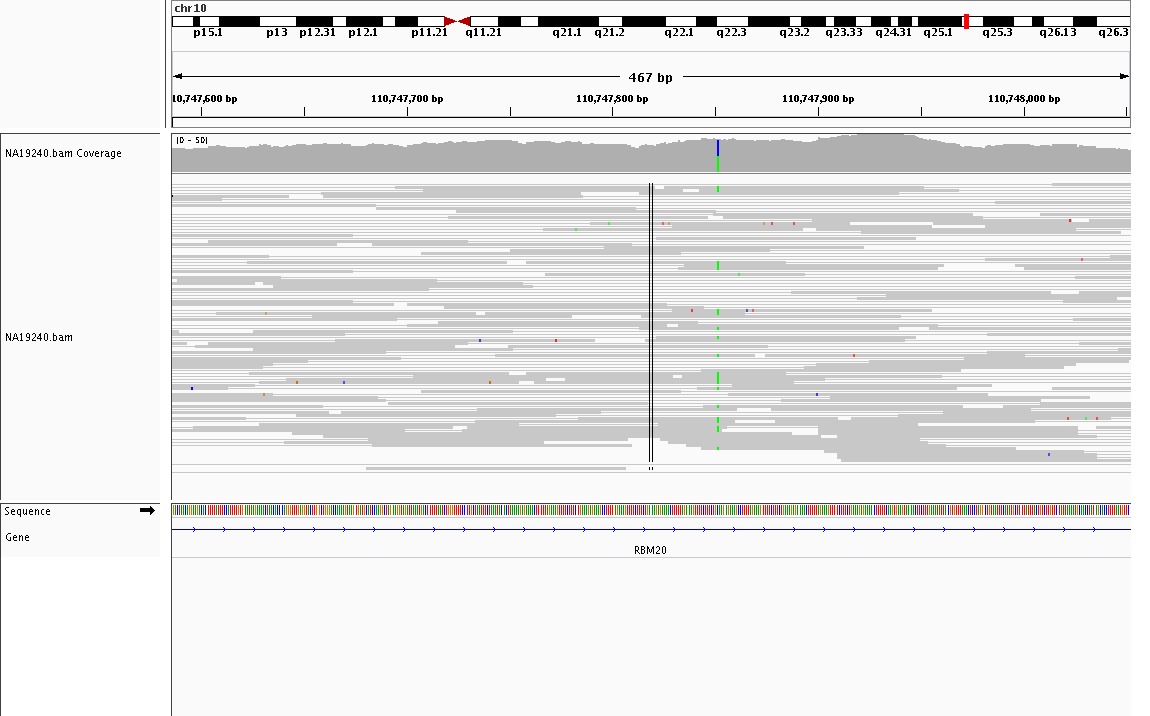 chr10
p15.1 p13 p12.31 p12.1 p11.21 q11.21 q21.1 q21.2 q22.1 q22.3 q23.2 q23.33 q24.31 q25.1 q25.3 q26.13 q26.3
467 bp
10,747,600 bp 110,747,700 bp 110,747,800 bp 110,747,900 bp 110,748,000 bp
[0 - 50]
NA19240.bam Coverage
NA19240.bam
Sequence
Gene
RBM20